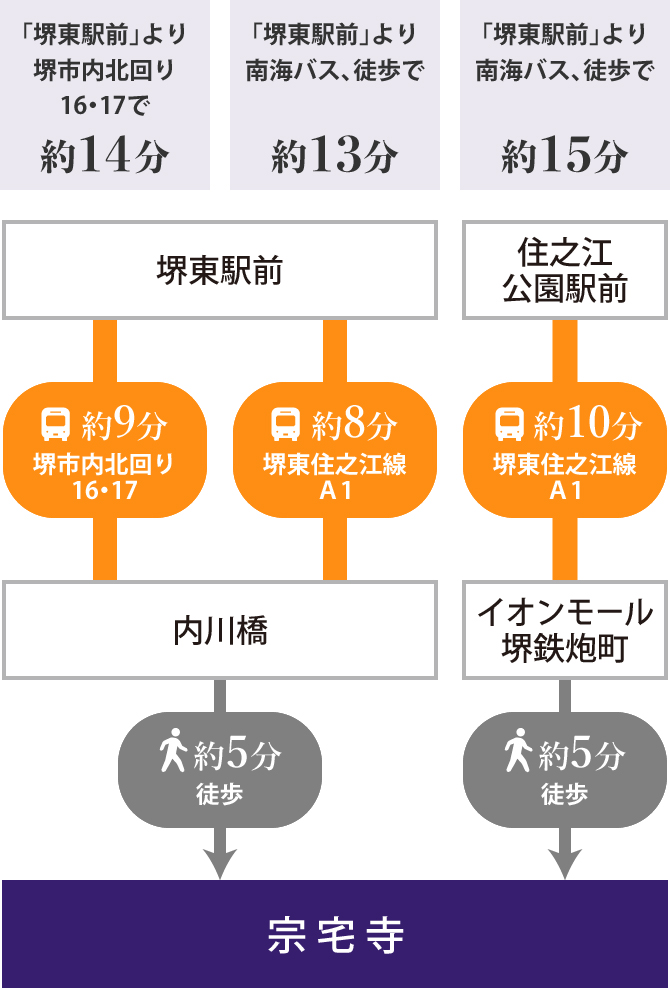 「堺東駅前」より
堺市内北回り
16・17で
約14分
「堺東駅前」より
南海バス、徒歩で
約13分
「堺東駅前」より
南海バス、徒歩で
約15分
堺東駅前
住之江
公園駅前
約9分
堺市内北回り
16・17
約8分
堺東住之江線
A1
約10分
堺東住之江線
A1
内川橋
イオンモール
堺鉄炮町
約5分
徒歩
約5分
徒歩
宗宅寺